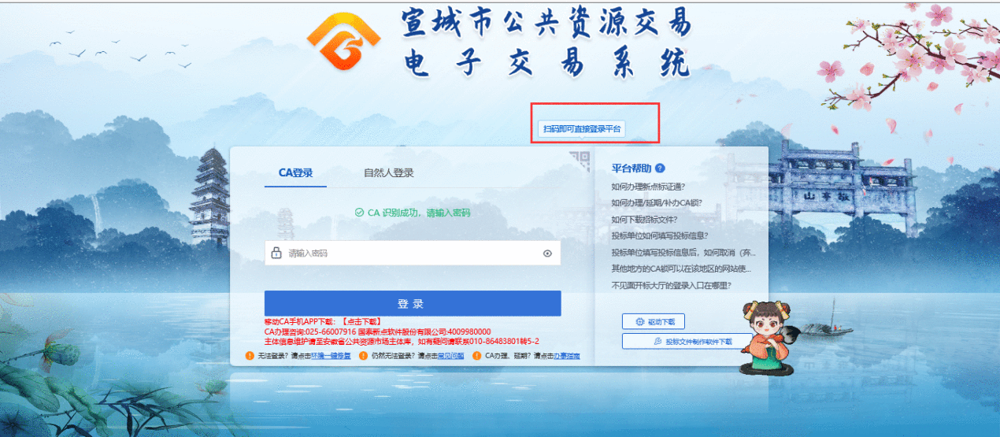 宣城市公共资源交易
电子交易系统
扫码即可直接登录平台
CA登录
自然人登录
CA 识别成功，请输入密码
请输入密码
登 录
移动CA手机APP下载：【点击下载】
CA办理咨询:025-66007916 国泰新点软件股份有限公司:4009980000
主体信息维护请至安徽省公共资源市场主体库，如有疑问请联系010-86483801转5-2
无法登录？请点击环境一键修复 仍然无法登录？请点击常见问题 CA办理、延期？请点击办事指南
平台帮助 ?
如何办理新点标证通？
如何办理/延期/补办CA锁？
如何下载招标文件？
投标单位如何填写投标信息？
投标单位填写投标信息后，如何取消（弃...
其他地方的CA锁可以在该地区的网站使...
不见面开标大厅的登录入口在哪里？
驱动下载
投标文件制作软件下载